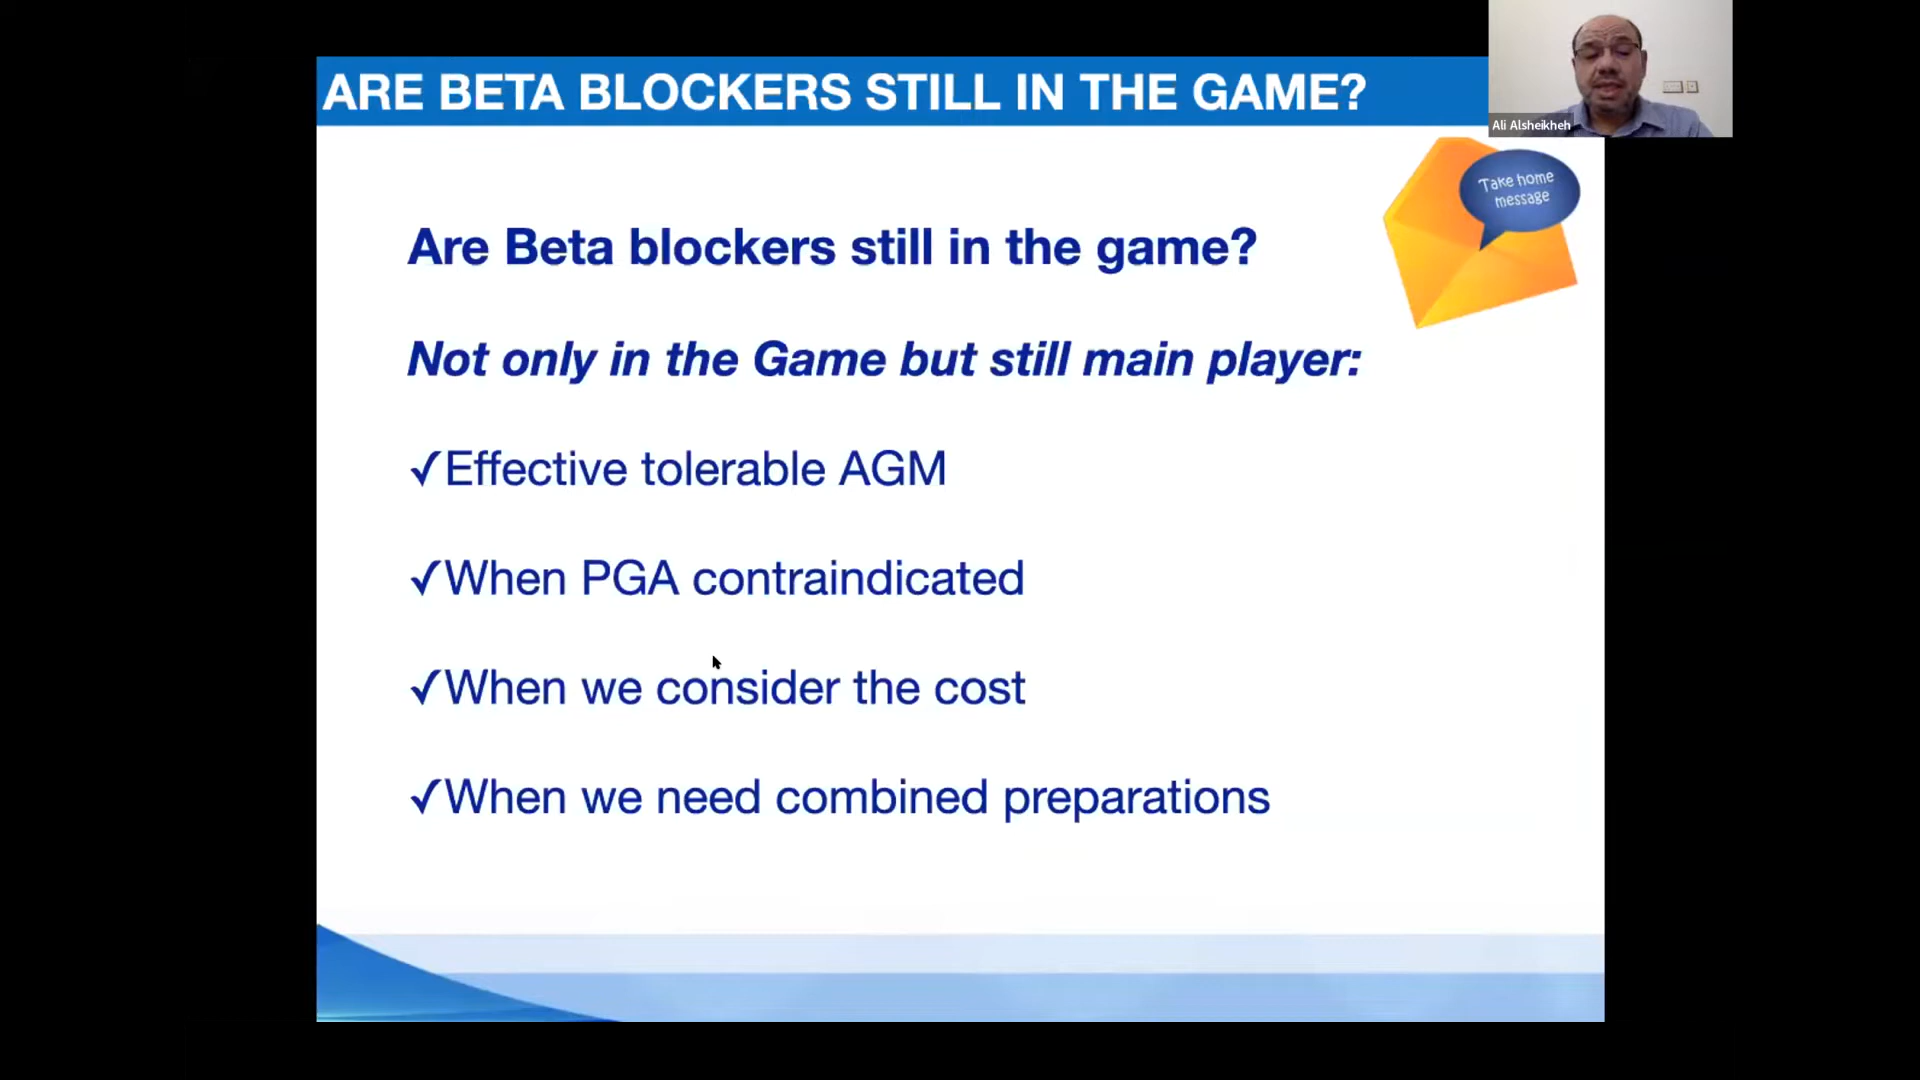 ARE BETA BLOCKERS STILL IN THE GAME?
Ali Alsheikheh
Take home
message
Are Beta blockers still in the game?
Not only in the Game but still main player:
✓Effective tolerable AGM
✓When PGA contraindicated
✓When we consider the cost
✓When we need combined preparations